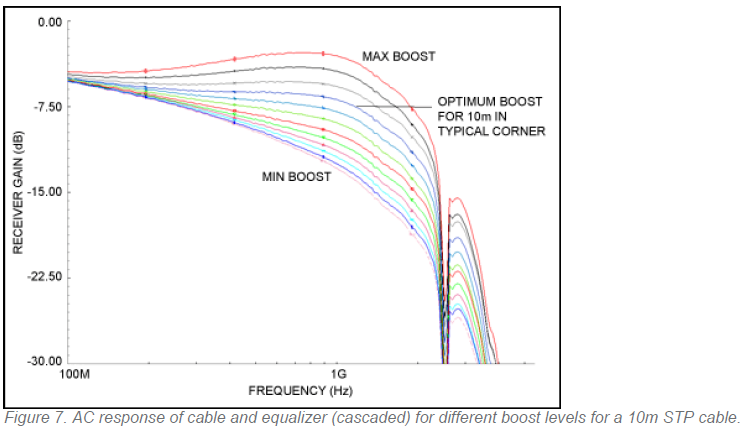 0.00
MAX BOOST
OPTIMUM BOOST
FOR 10m IN
TYPICAL CORNER
-7.50
RECEIVER GAIN (dB)
-15.00
MIN BOOST
-22.50
-30.00
100M
1G
FREQUENCY (Hz)
Figure 7. AC response of cable and equalizer (cascaded) for different boost levels for a 10m STP cable.